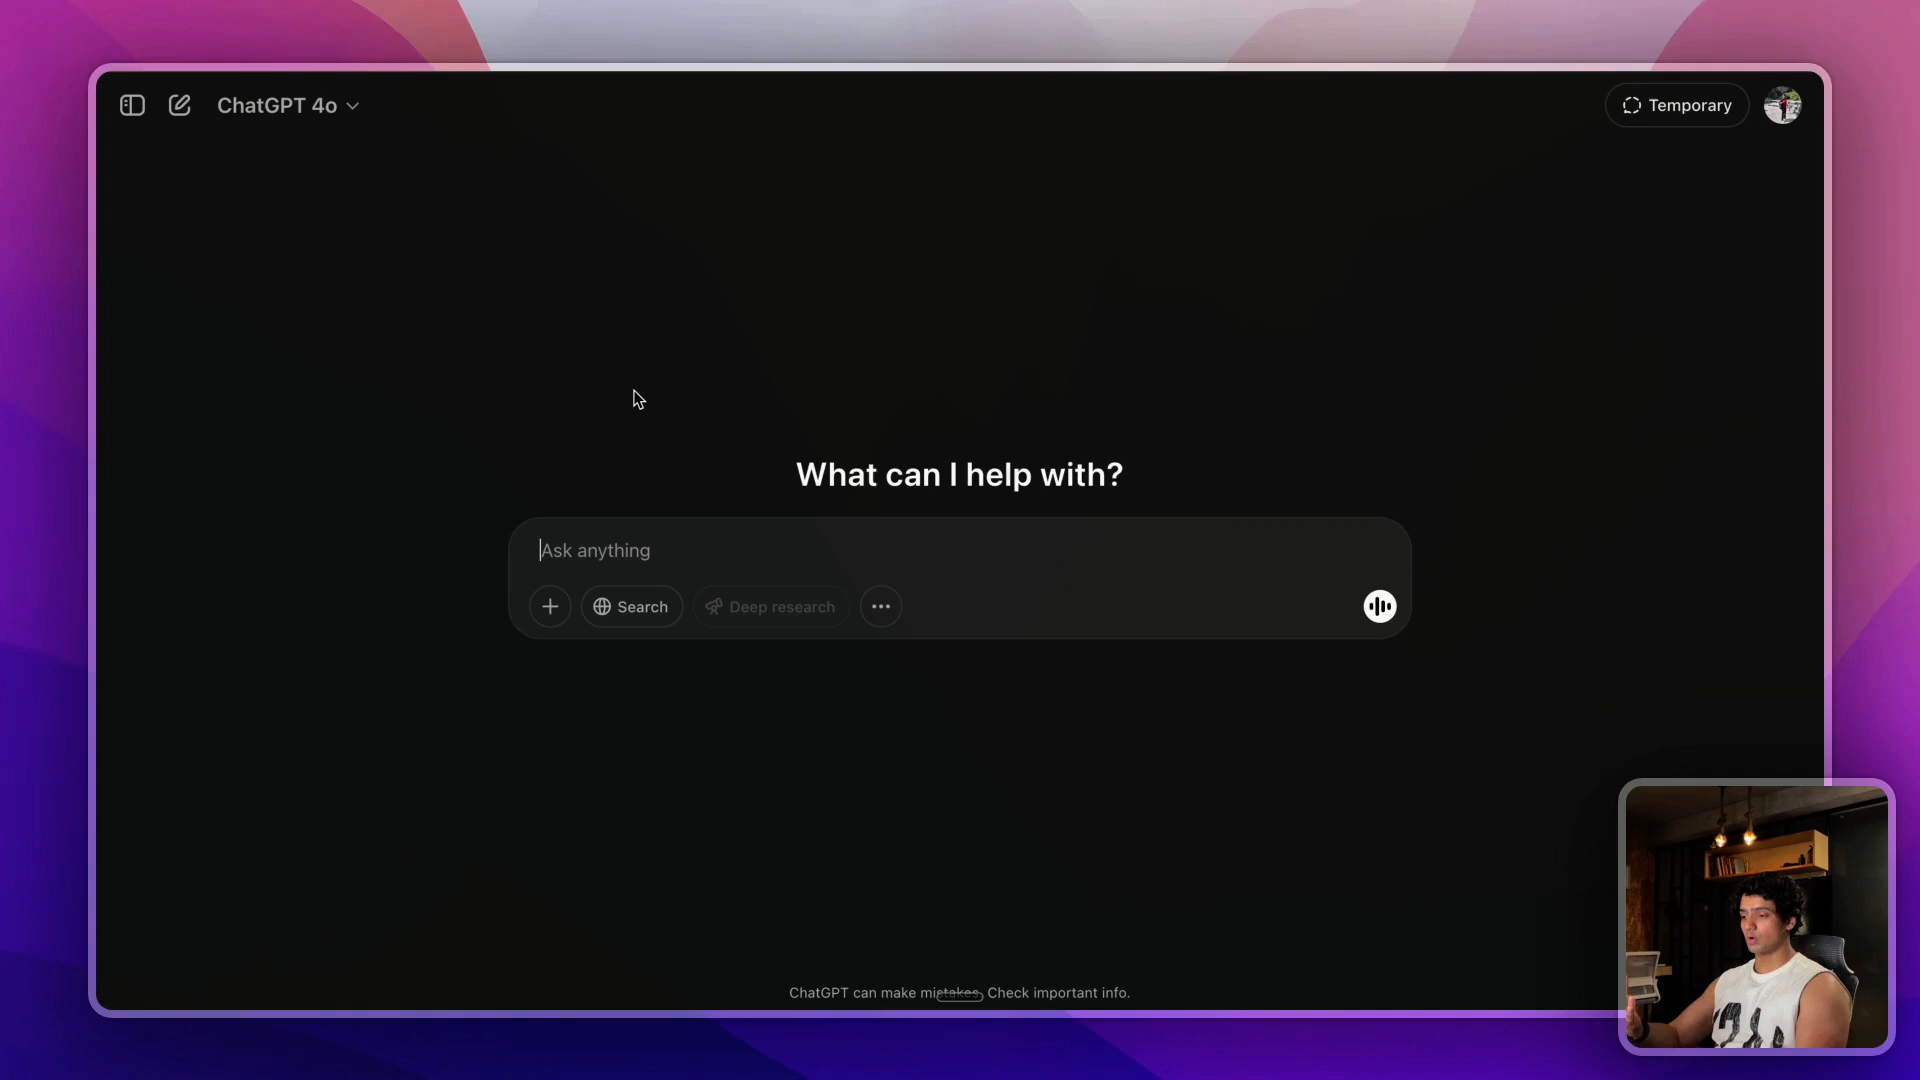 ChatGPT 4o
Temporary
What can I help with?
Ask anything
Search
Deep research
ChatGPT can make mistakes. Check important info.